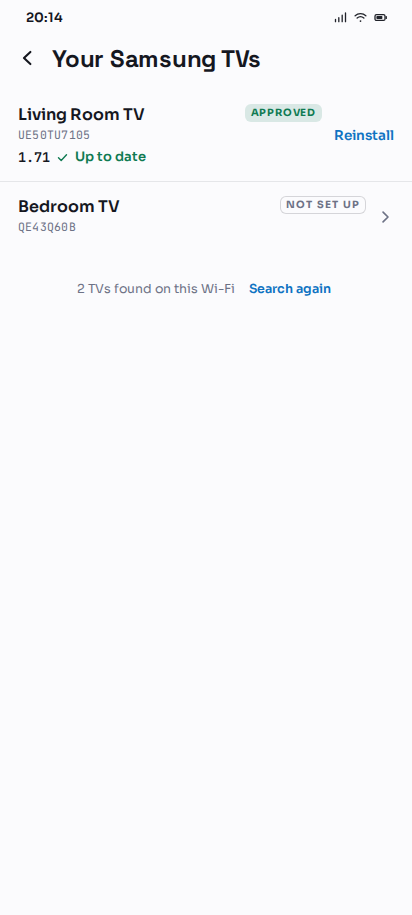 20:14
Your Samsung TVs
Living Room TV APPROVED
UE50TU7105
Reinstall
1.71 ✓ Up to date
Bedroom TV NOT SET UP
QE43Q60B
2 TVs found on this Wi-Fi Search again